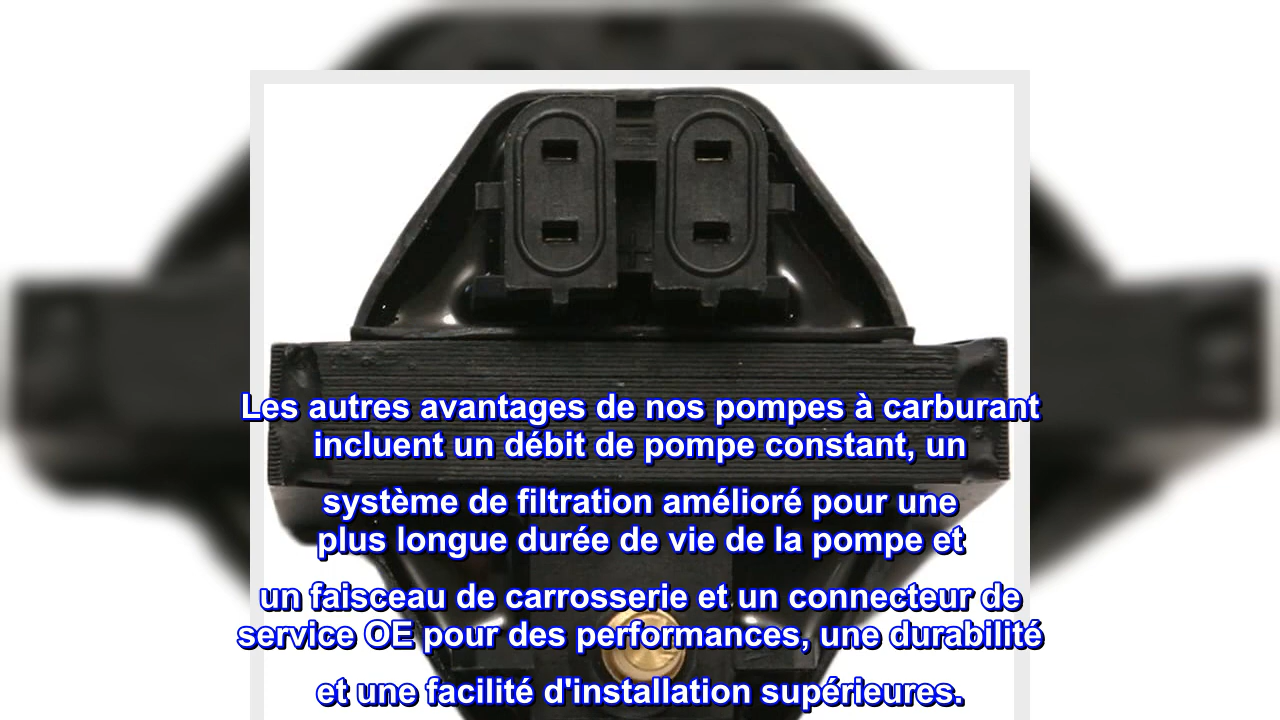 Les autres avantages de nos pompes à carburant
incluent un débit de pompe constant, un
système de filtration amélioré pour une
plus longue durée de vie de la pompe et
un faisceau de carrosserie et un connecteur de
service OE pour des performances, une durabilité
et une facilité d'installation supérieures.